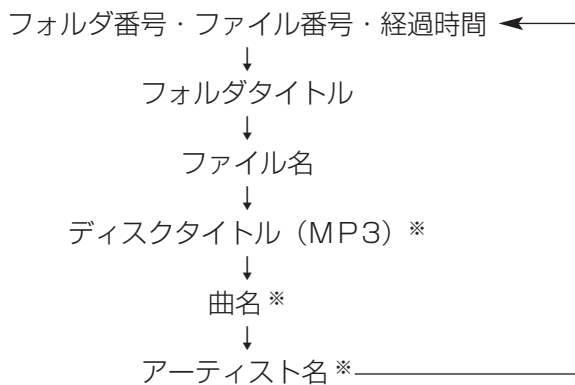 フォルダ番号・ファイル番号・経過時間
フォルダタイトル
ファイル名
ディスクタイトル（MP3）※
曲名※
アーティスト名※